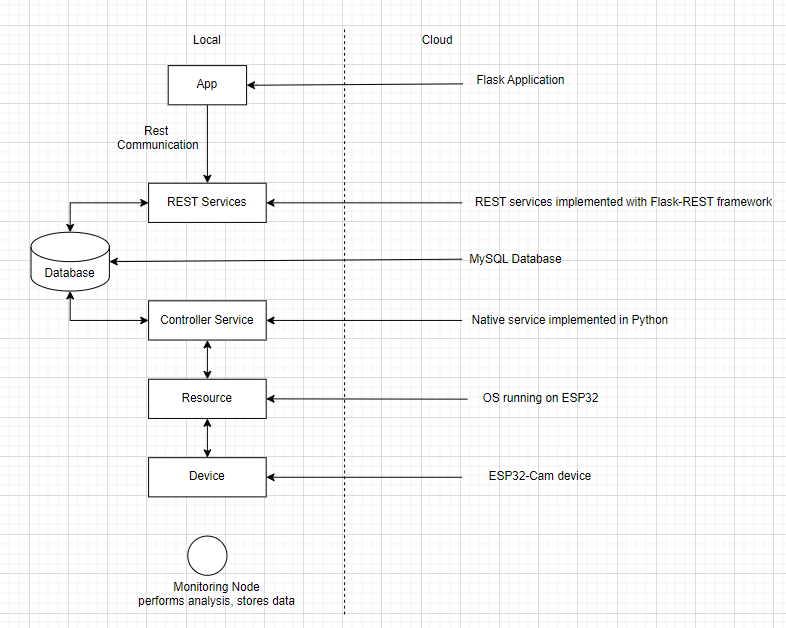 Local
Cloud
App
Flask Application
Rest
Communication
REST Services
REST services implemented with Flask-REST framework
Database
MySQL Database
Controller Service
Native service implemented in Python
Resource
OS running on ESP32
Device
ESP32-Cam device
Monitoring Node
performs analysis, stores data